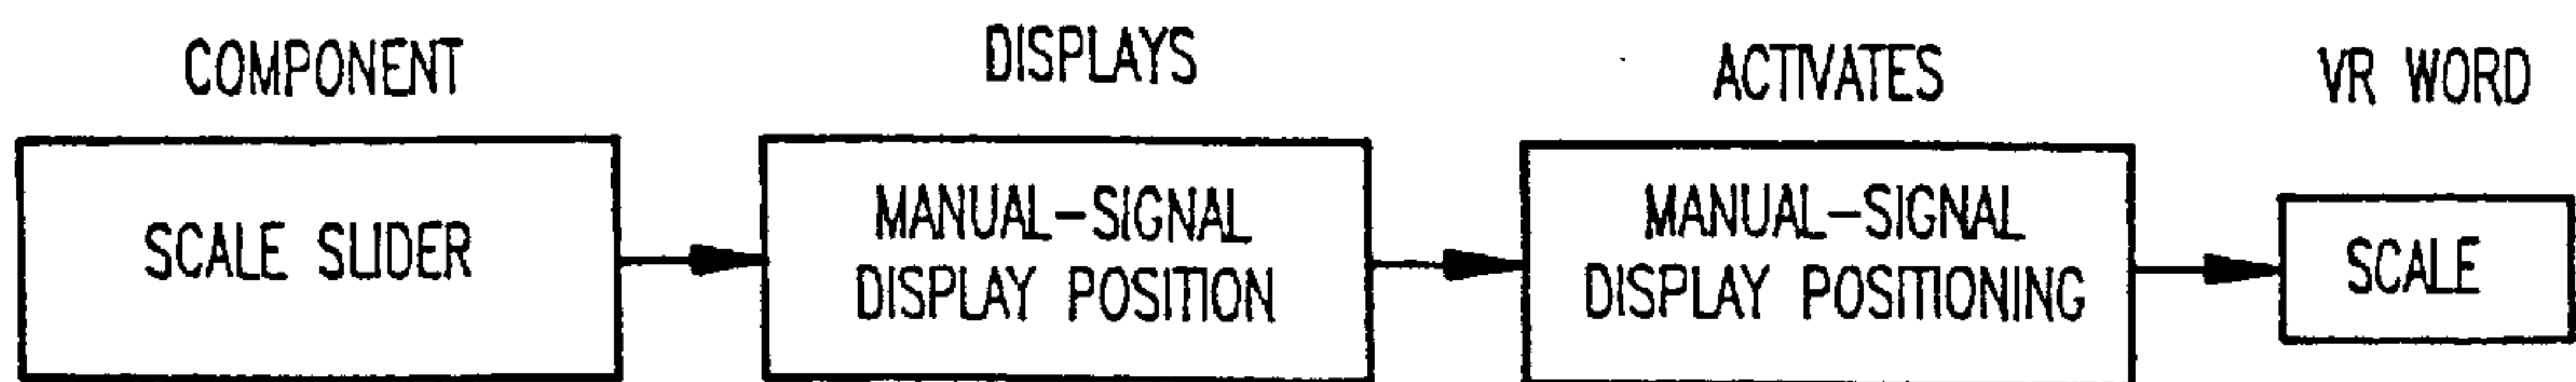 COMPONENT
DISPLAYS
ACTIVATES
VR WORD
SCALE SLIDER
MANUAL-SIGNAL
DISPLAY POSITION
MANUAL-SIGNAL
DISPLAY POSITIONING
SCALE